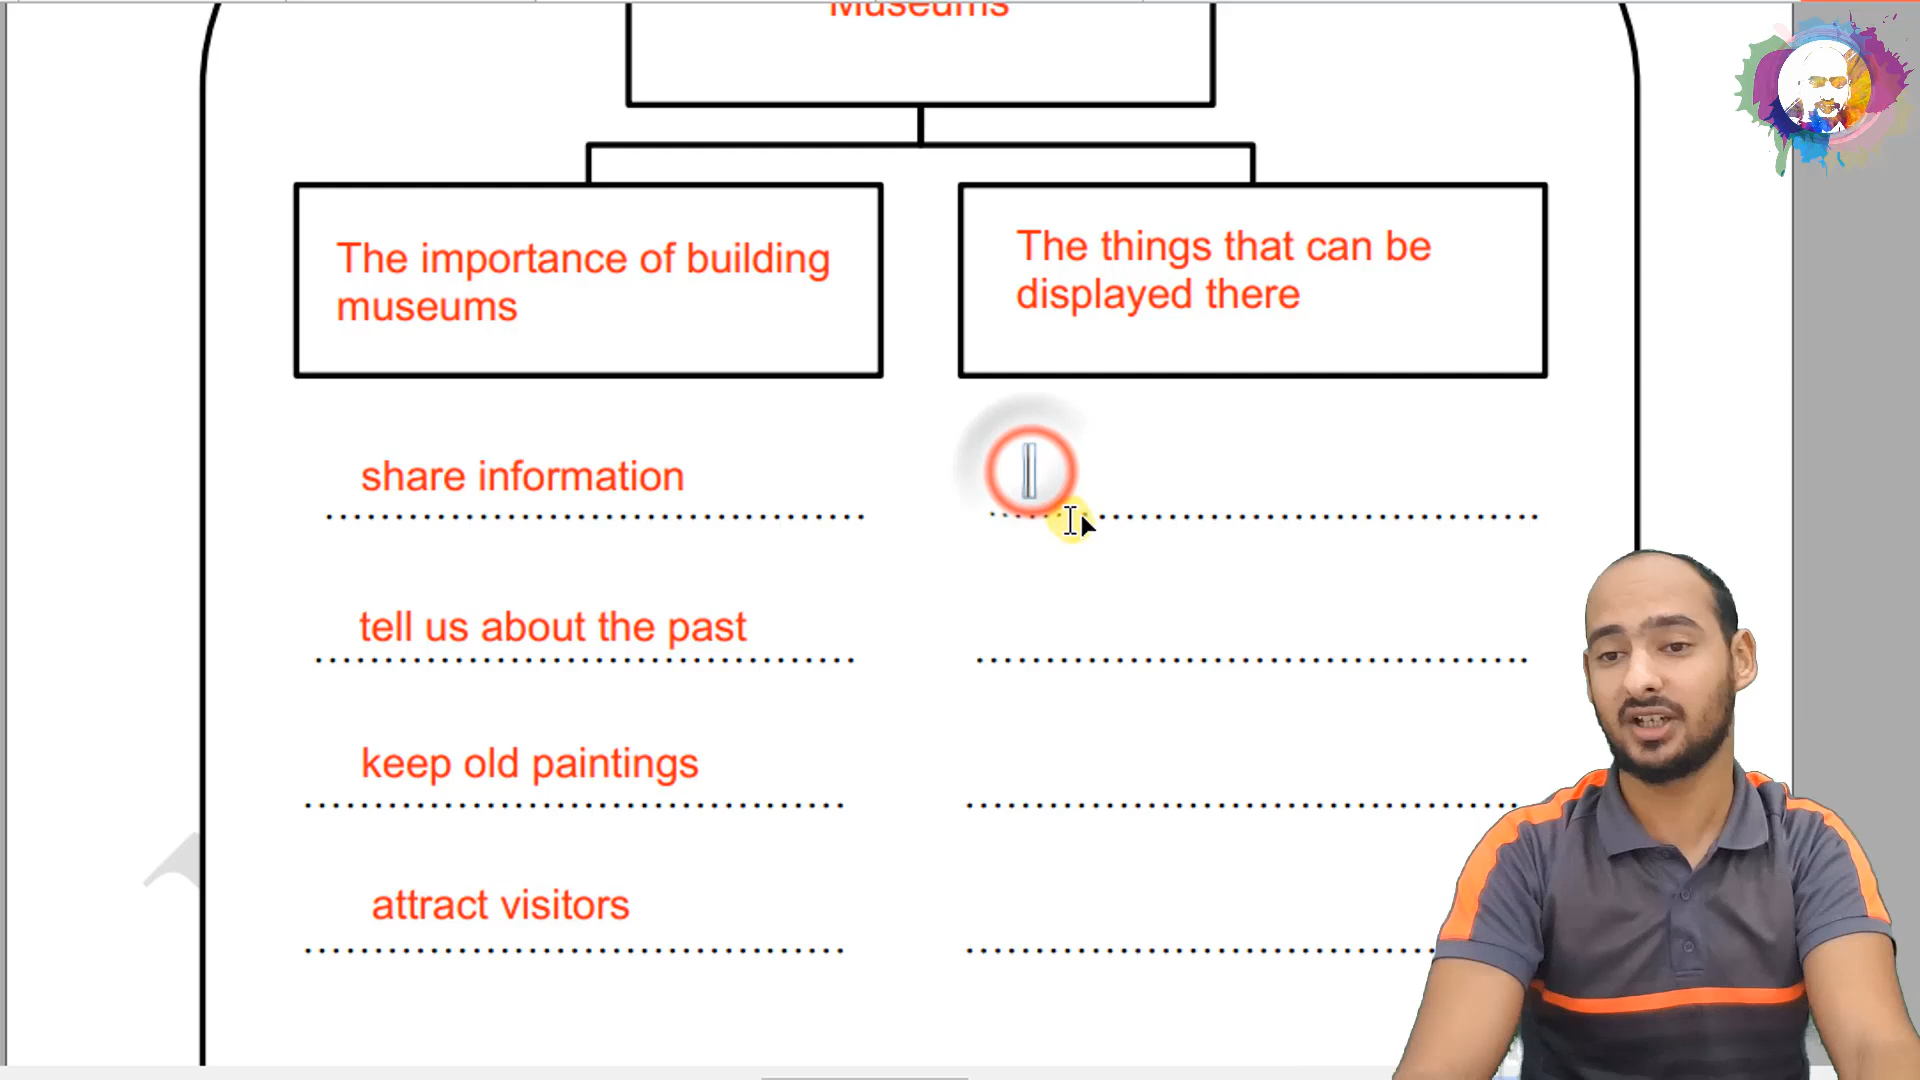 Museums
The importance of building
museums
The things that can be
displayed there
share information
tell us about the past
keep old paintings
attract visitors